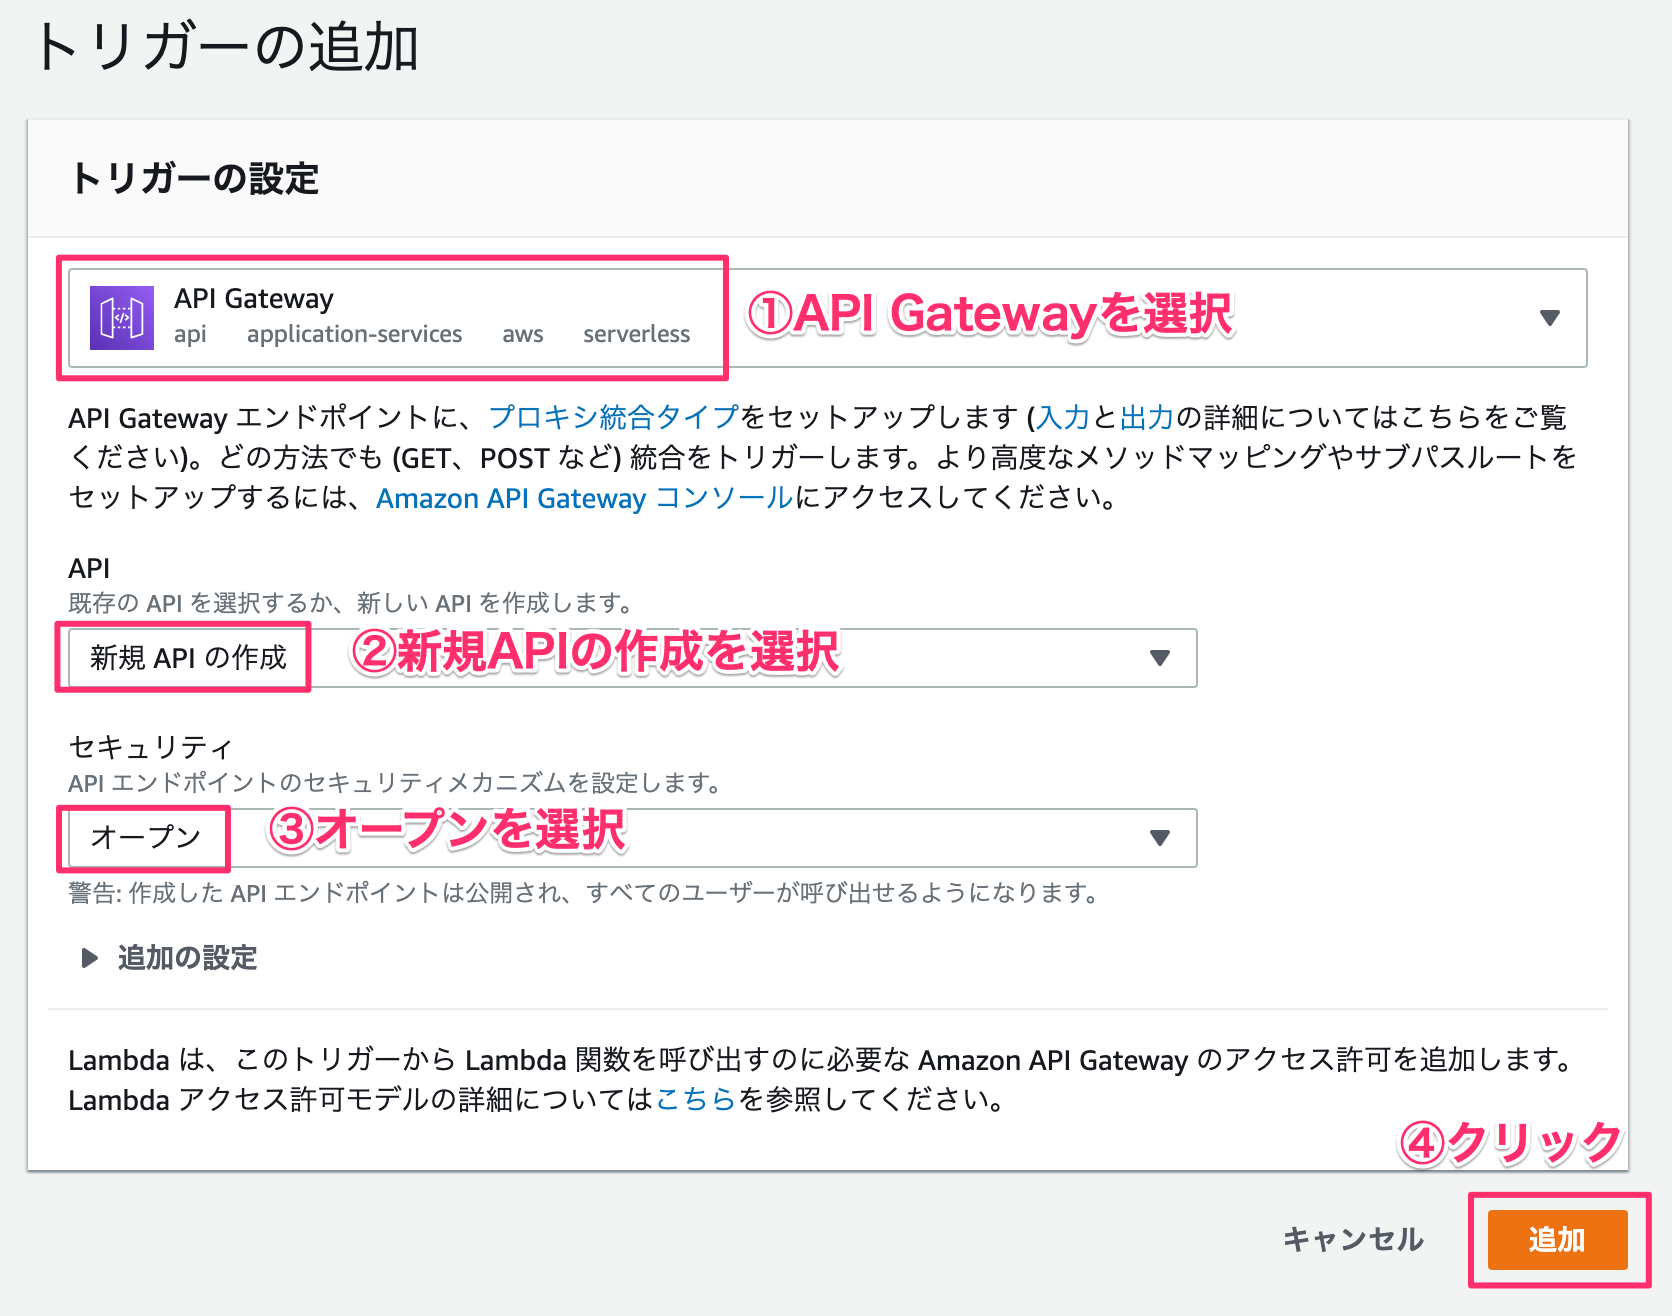 トリガーの追加
トリガーの設定
API Gateway
api application-services aws serverless
①API Gatewayを選択
API Gateway エンドポイントに、プロキシ統合タイプをセットアップします (入力と出力の詳細についてはこちらをご覧
ください)。どの方法でも (GET、POST など) 統合をトリガーします。より高度なメソッドマッピングやサブパスルートを
セットアップするには、Amazon API Gateway コンソールにアクセスしてください。
API
既存の API を選択するか、新しい API を作成します。
新規 API の作成
②新規APIの作成を選択
セキュリティ
API エンドポイントのセキュリティメカニズムを設定します。
オープン
③オープンを選択
警告: 作成した API エンドポイントは公開され、すべてのユーザーが呼び出せるようになります。
追加の設定
Lambda は、このトリガーから Lambda 関数を呼び出すのに必要な Amazon API Gateway のアクセス許可を追加します。
Lambda アクセス許可モデルの詳細についてはこちらを参照してください。
④クリック
キャンセル
追加